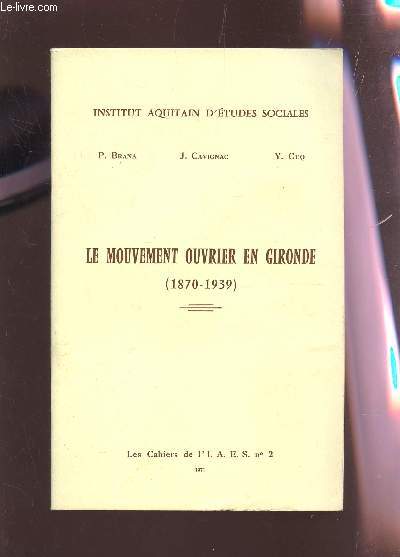 Le-livre.com
INSTITUT AQUITAIN D'ÉTUDES SOCIALES
P. BRANA J. CAVIGNAC Y. CUQ
LE MOUVEMENT OUVRIER EN GIRONDE
(1870-1939)
Les Cahiers de l'I. A. E. S. n° 2